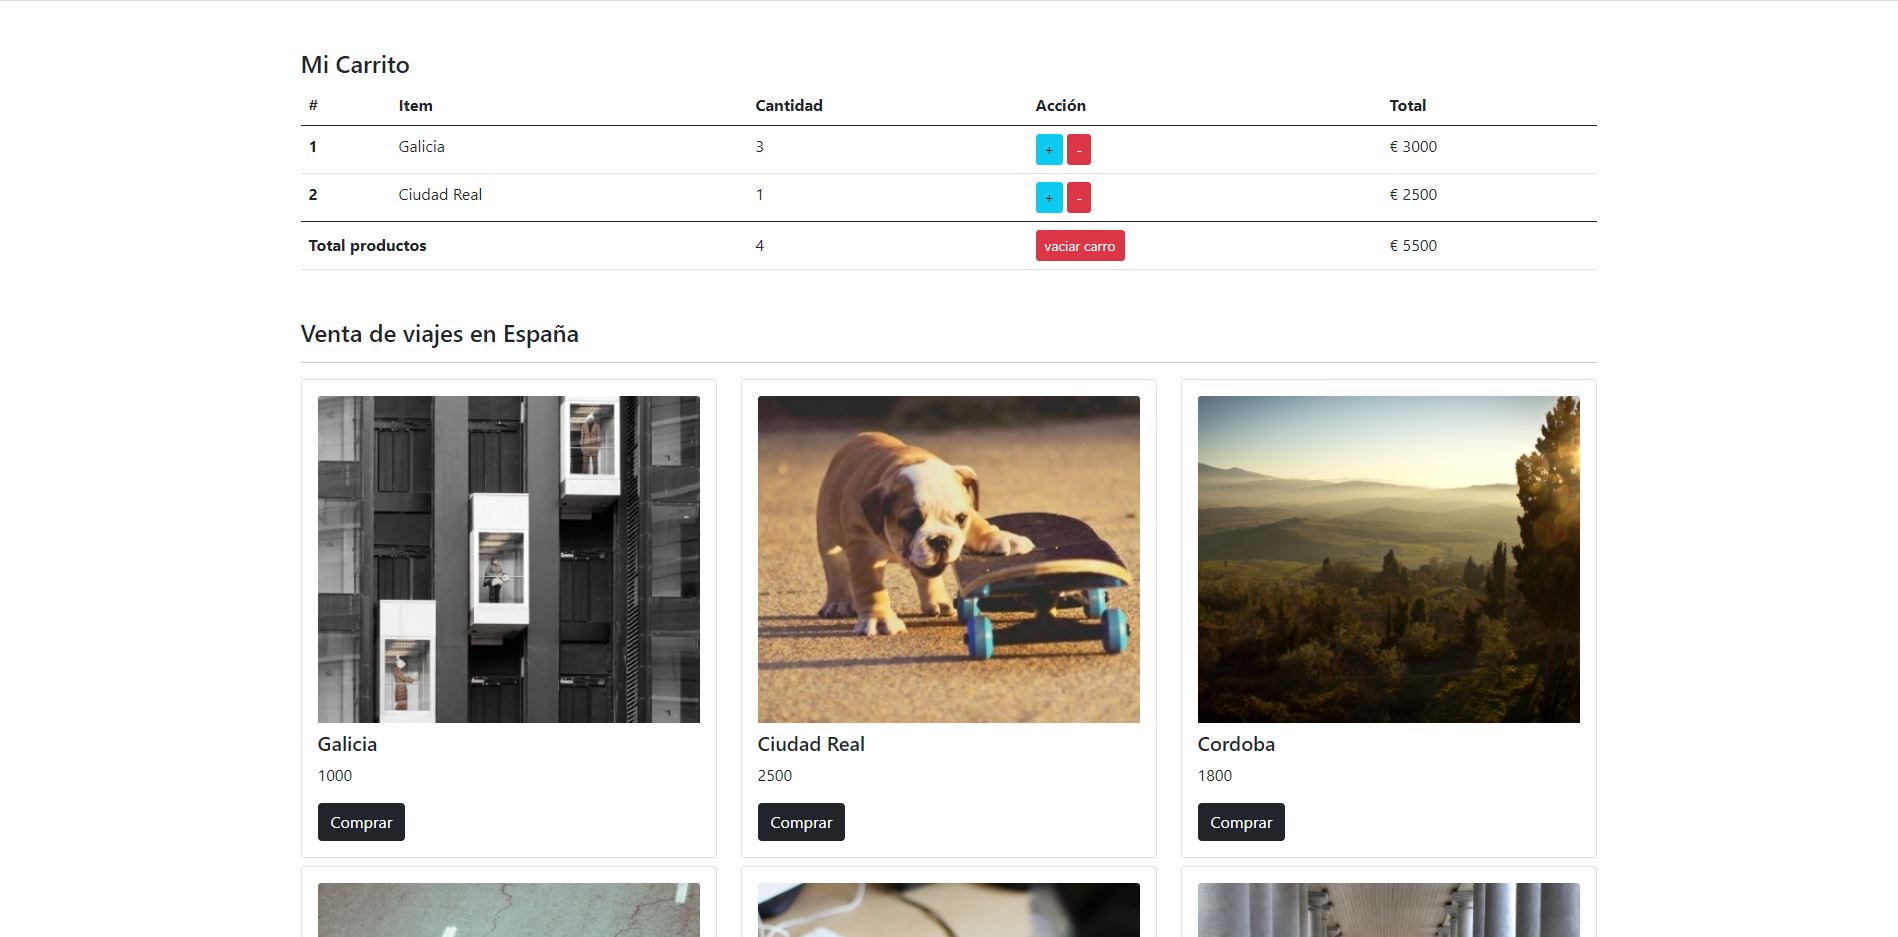 Mi Carrito
# Item Cantidad Acción Total
1 Galicia 3 + - € 3000
2 Ciudad Real 1 + - € 2500
Total productos 4 vaciar carro € 5500
Venta de viajes en España
Galicia
1000
Comprar
Ciudad Real
2500
Comprar
Cordoba
1800
Comprar